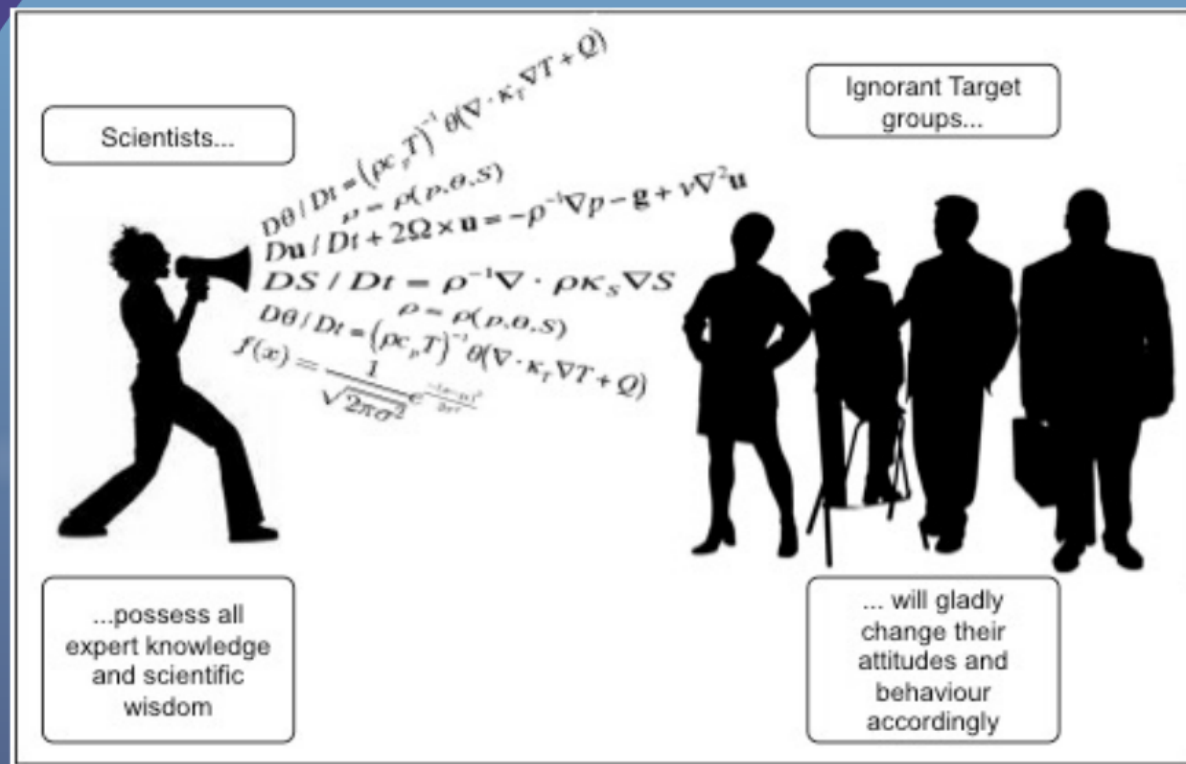 Scientists...
Dθ / Dt = (ρc_p T)⁻¹ θ(∇ · κ_T ∇T + Q)
ρ = ρ(p, θ, S)
Du / Dt + 2Ω × u = −ρ⁻¹∇p − g + ν∇²u
DS / Dt = ρ⁻¹∇ · ρκ_S ∇S
ρ = ρ(p, θ, S)
Dθ / Dt = (ρc_p T)⁻¹ θ(∇ · κ_T ∇T + Q)
f(x) = 1 / √(2πσ²) e
...possess all
expert knowledge
and scientific
wisdom
Ignorant Target
groups...
... will gladly
change their
attitudes and
behaviour
accordingly